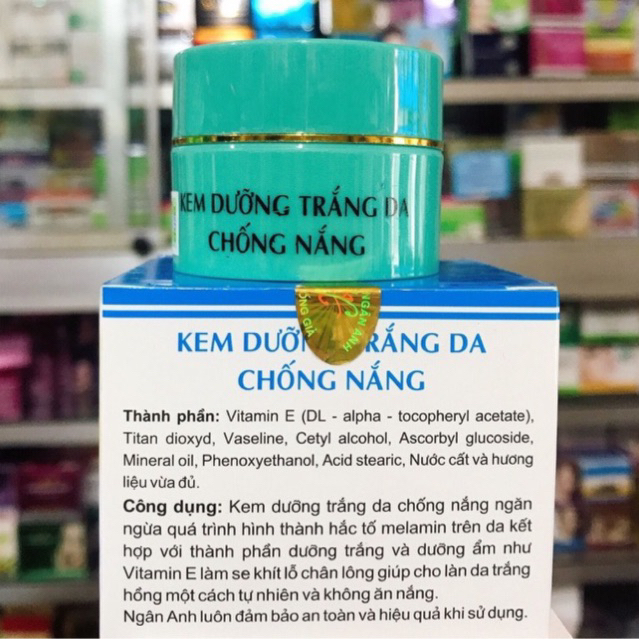 KEM DƯỠNG TRẮNG DA
CHỐNG NẮNG
NGÂN ANH
KEM DƯỠNG TRẮNG DA
CHỐNG NẮNG
Thành phần: Vitamin E (DL - alpha - tocopheryl acetate),
Titan dioxyd, Vaseline, Cetyl alcohol, Ascorbyl glucoside,
Mineral oil, Phenoxyethanol, Acid stearic, Nước cất và hương
liệu vừa đủ.
Công dụng: Kem dưỡng trắng da chống nắng ngăn
ngừa quá trình hình thành hắc tố melamin trên da kết
hợp với thành phần dưỡng trắng và dưỡng ẩm như
Vitamin E làm se khít lỗ chân lông giúp cho làn da trắng
hồng một cách tự nhiên và không ăn nắng.
Ngân Anh luôn đảm bảo an toàn và hiệu quả khi sử dụng.